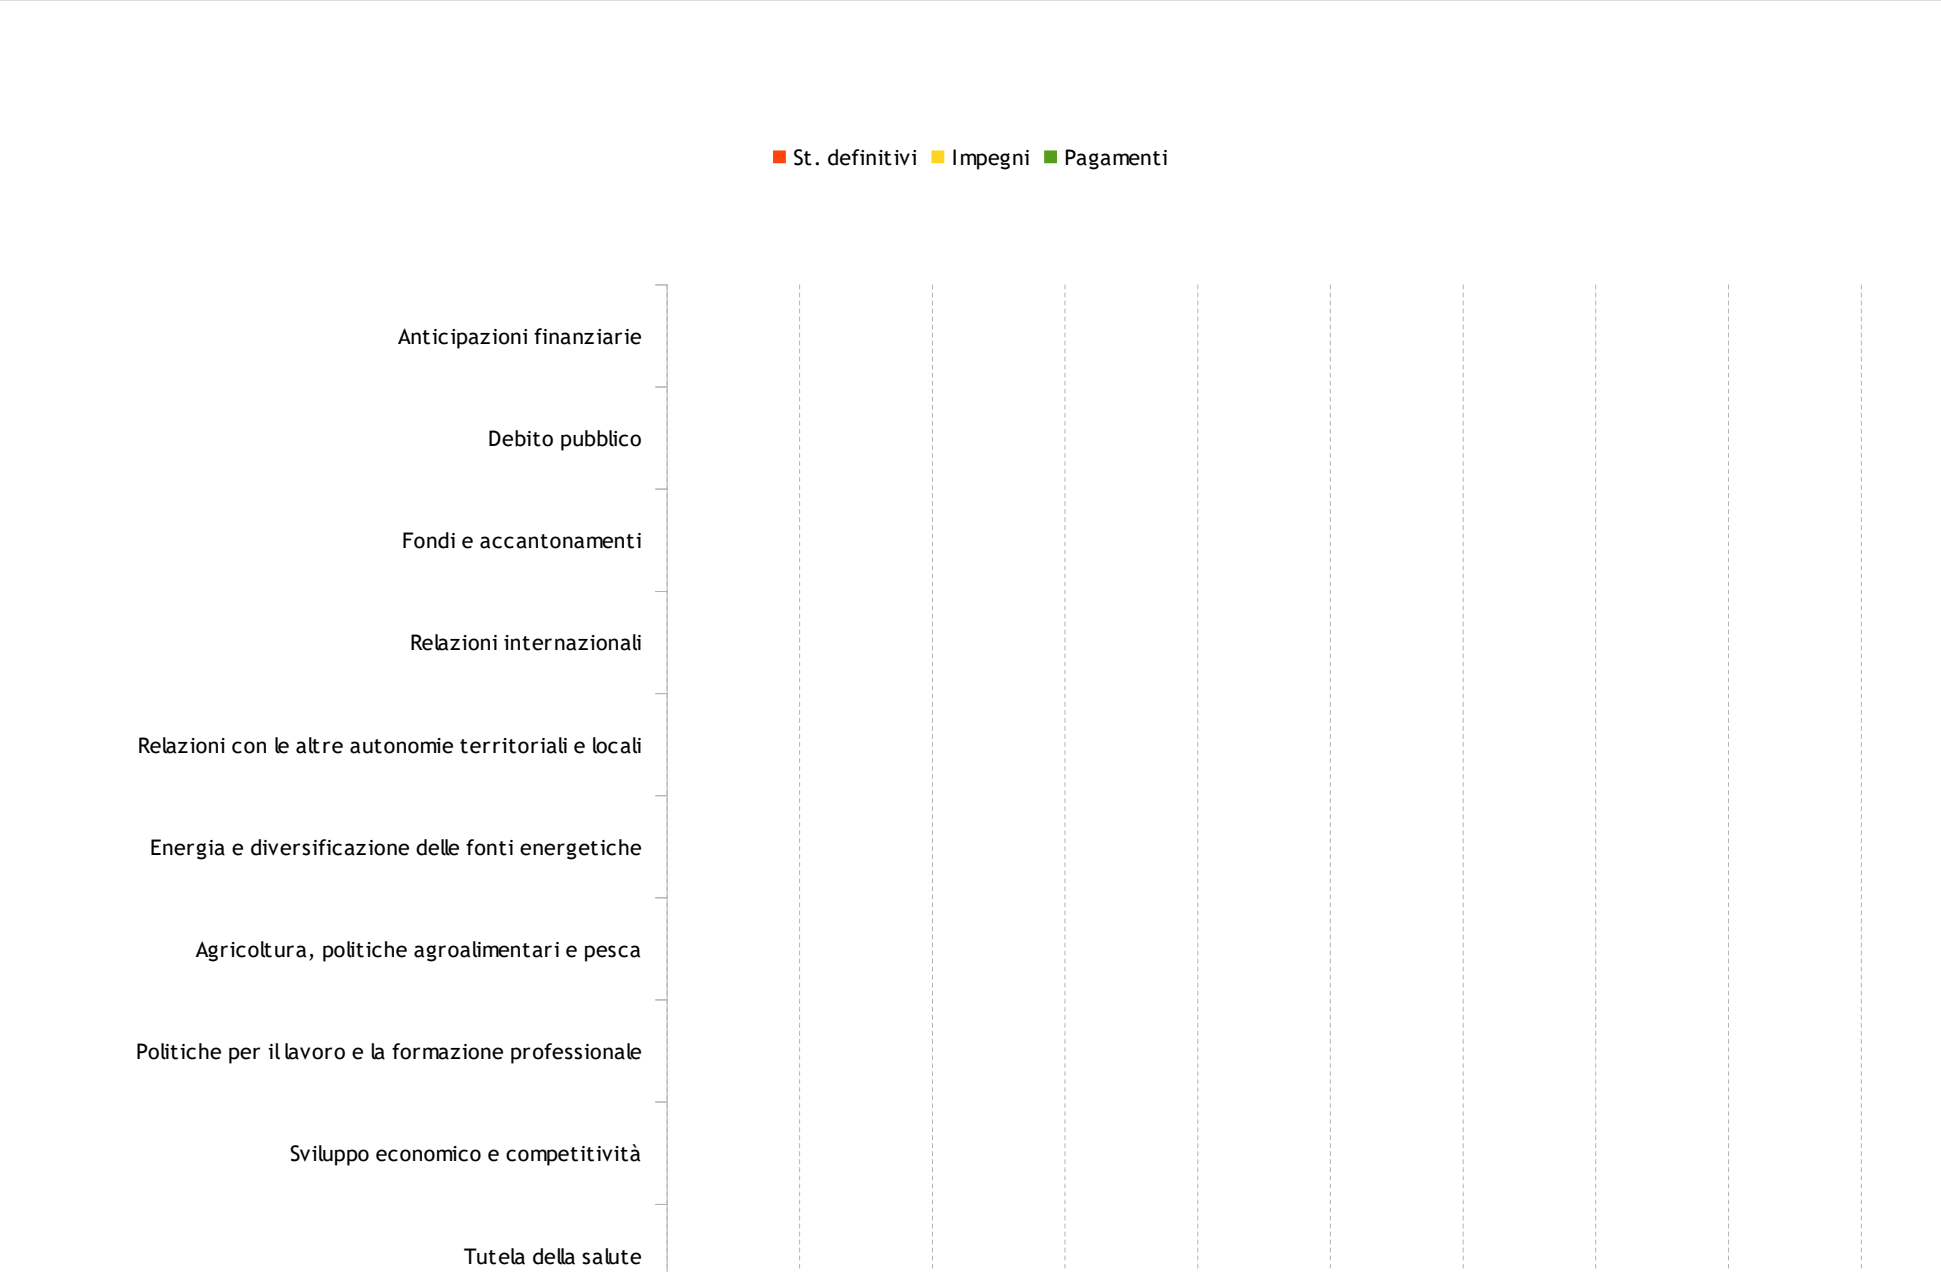 St. definitivi Impegni Pagamenti
Anticipazioni finanziarie
Debito pubblico
Fondi e accantonamenti
Relazioni internazionali
Relazioni con le altre autonomie territoriali e locali
Energia e diversificazione delle fonti energetiche
Agricoltura, politiche agroalimentari e pesca
Politiche per il lavoro e la formazione professionale
Sviluppo economico e competitività
Tutela della salute